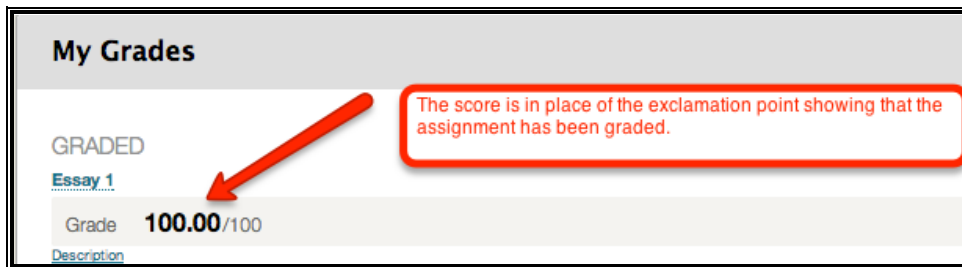 My Grades
The score is in place of the exclamation point showing that the
assignment has been graded.
GRADED
Essay 1
Grade 100.00/100
Description